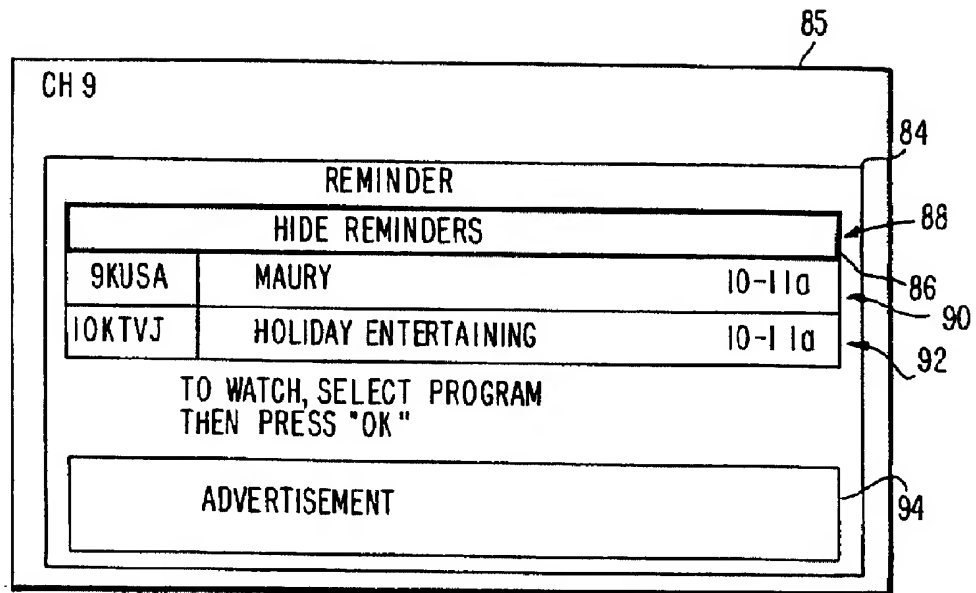 85
CH 9
84
REMINDER
HIDE REMINDERS
88
86
9KUSA MAURY 10-11a
90
10KTVJ HOLIDAY ENTERTAINING 10-11a
92
TO WATCH, SELECT PROGRAM
THEN PRESS "OK"
ADVERTISEMENT
94